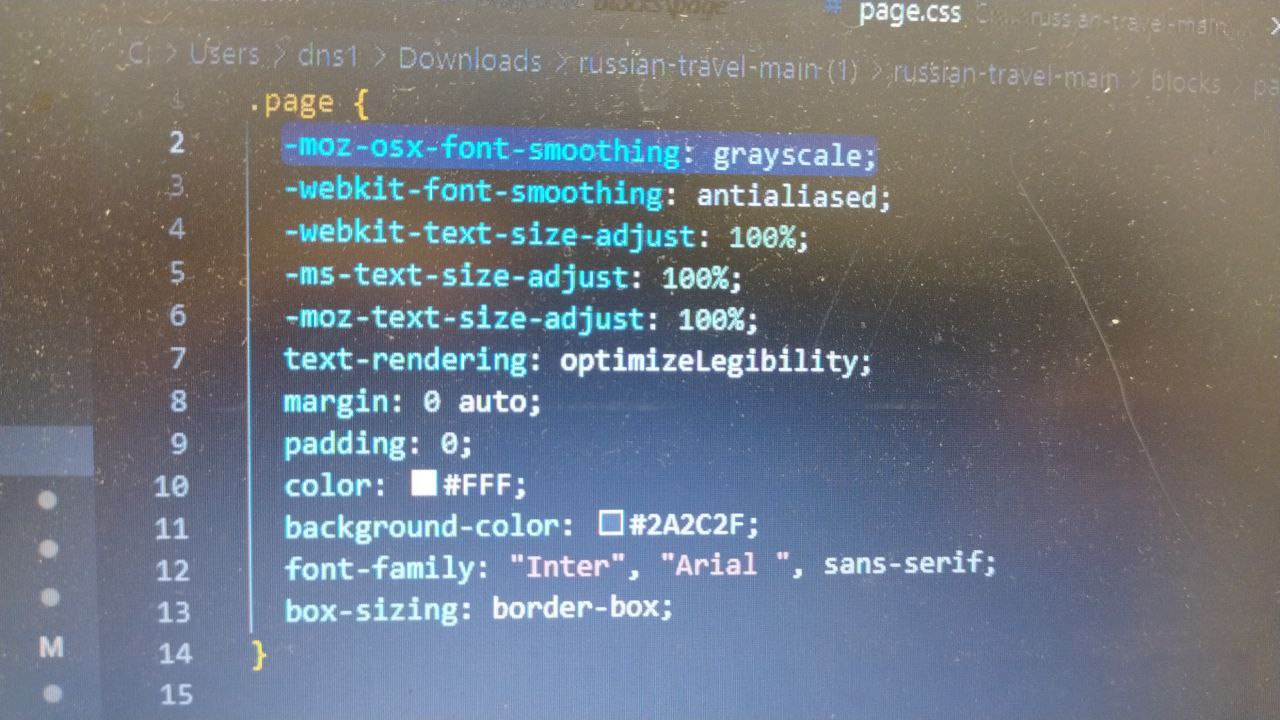 blocks\page
# page.css C:\...\russian-travel-main\...
C: > Users > dns1 > Downloads > russian-travel-main (1) > russian-travel-main > blocks > pa
1 .page {
2 -moz-osx-font-smoothing: grayscale;
3 -webkit-font-smoothing: antialiased;
4 -webkit-text-size-adjust: 100%;
5 -ms-text-size-adjust: 100%;
6 -moz-text-size-adjust: 100%;
7 text-rendering: optimizeLegibility;
8 margin: 0 auto;
9 padding: 0;
10 color: #FFF;
11 background-color: #2A2C2F;
12 font-family: "Inter", "Arial ", sans-serif;
13 box-sizing: border-box;
M
14 }
15